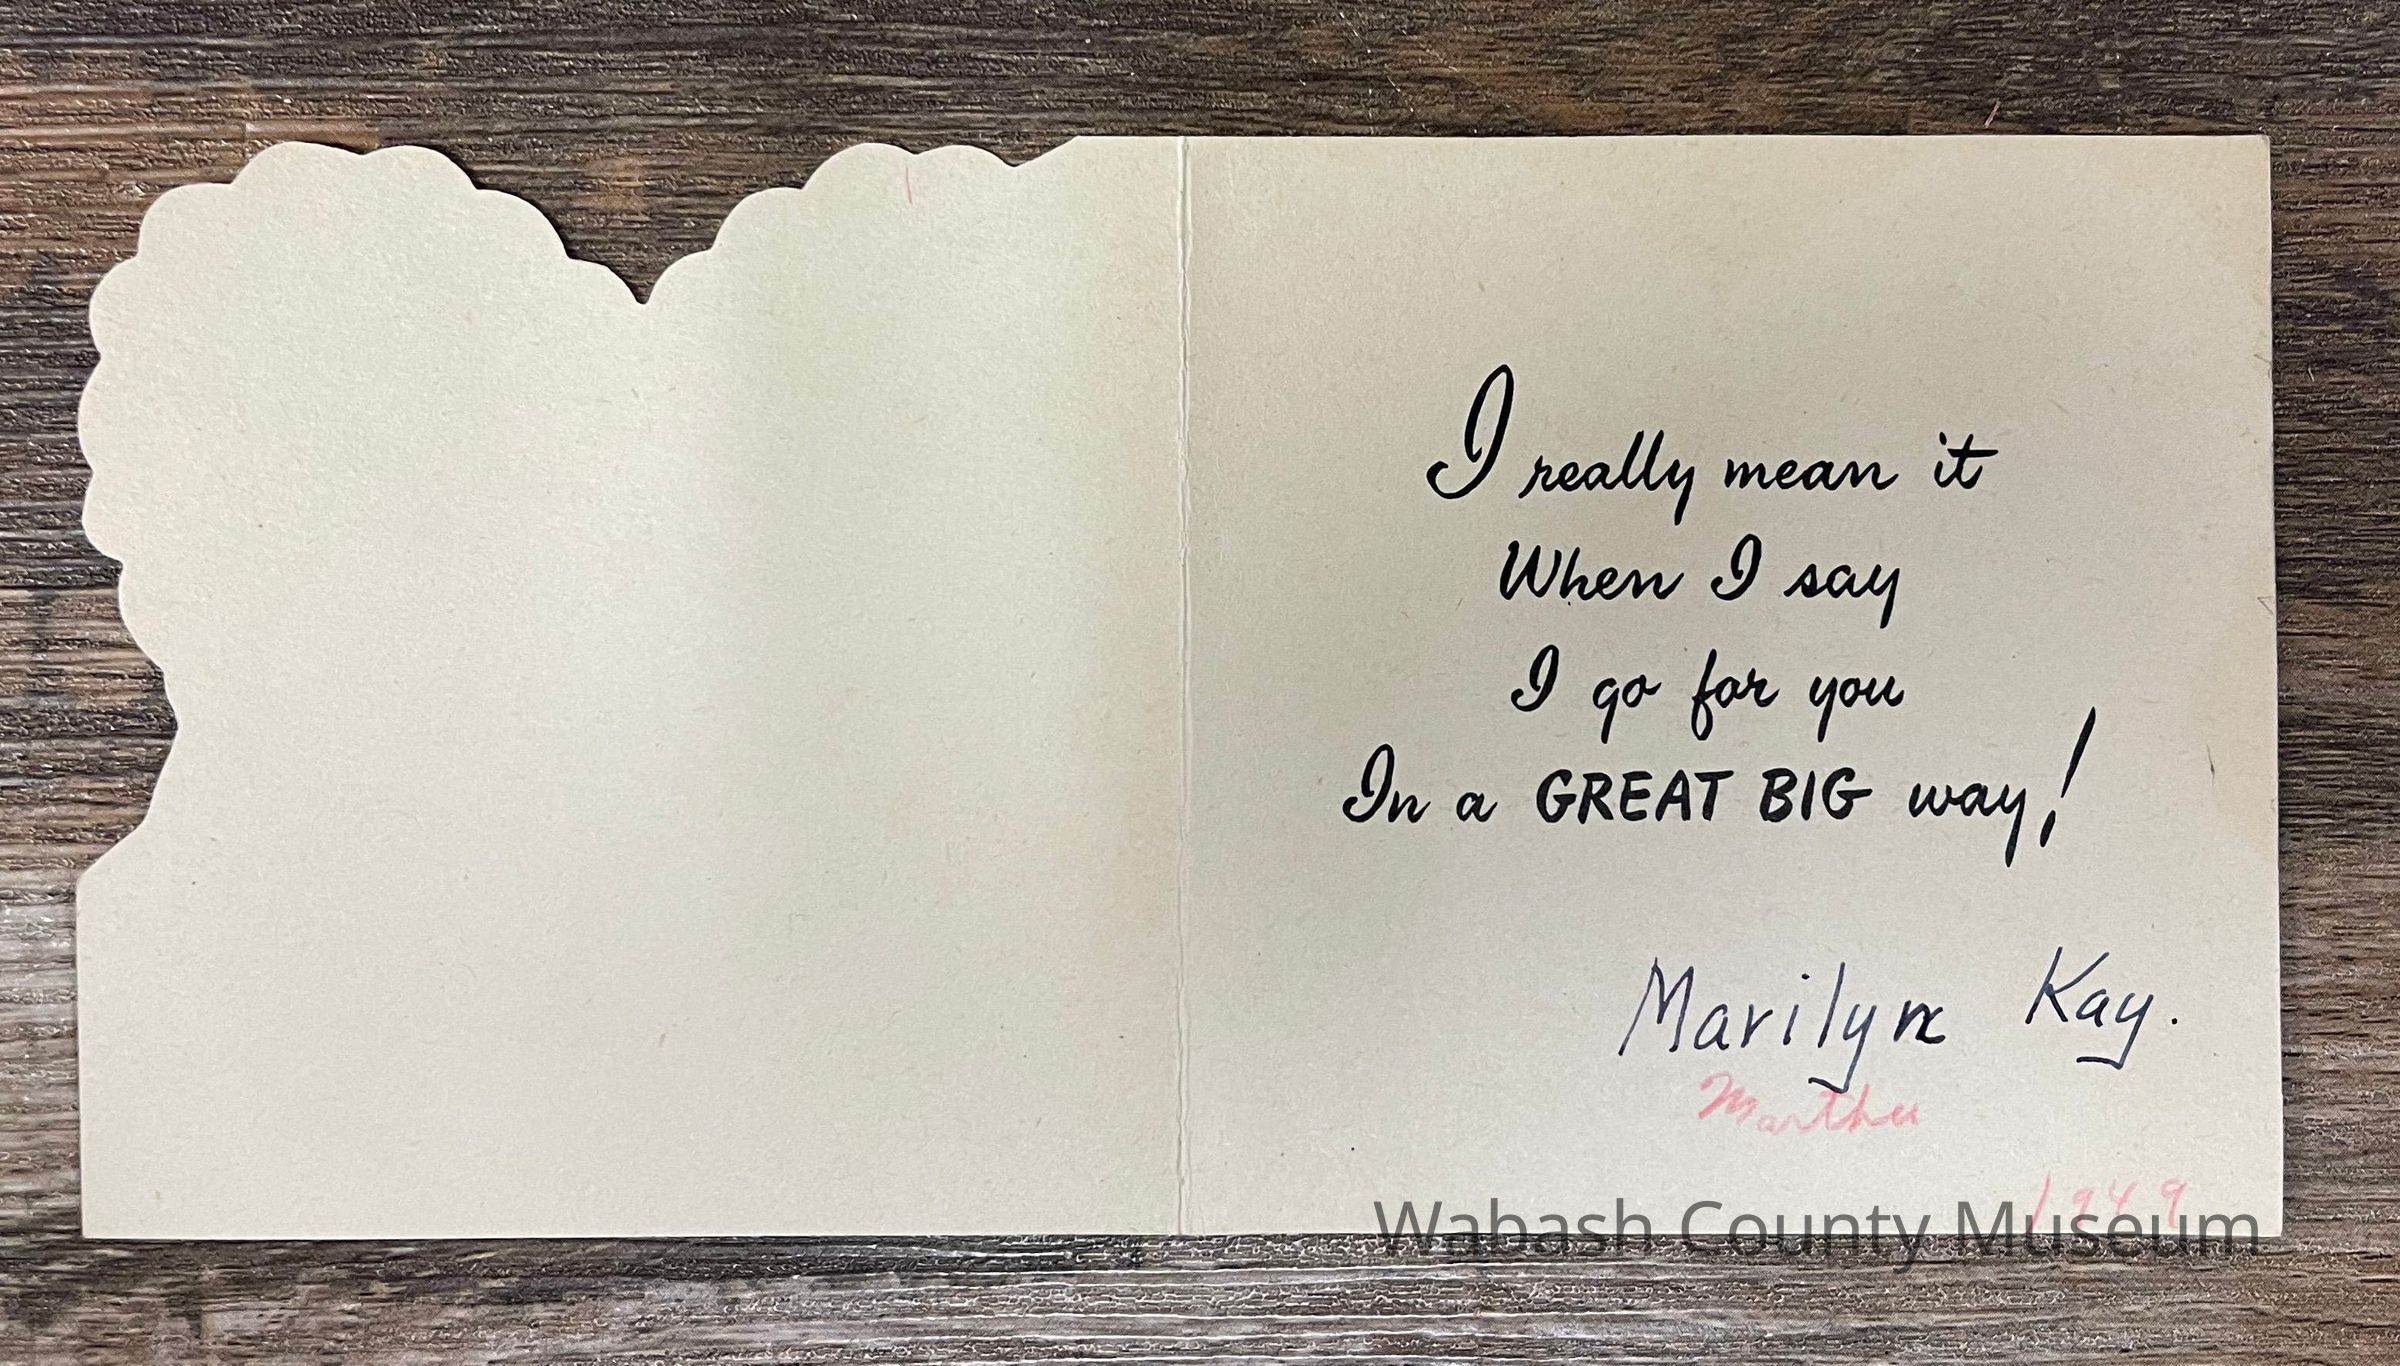 I really mean it
When I say
I go for you
In a GREAT BIG way!
Marilyn Kay.
Martha
1949
Wabash County Museum